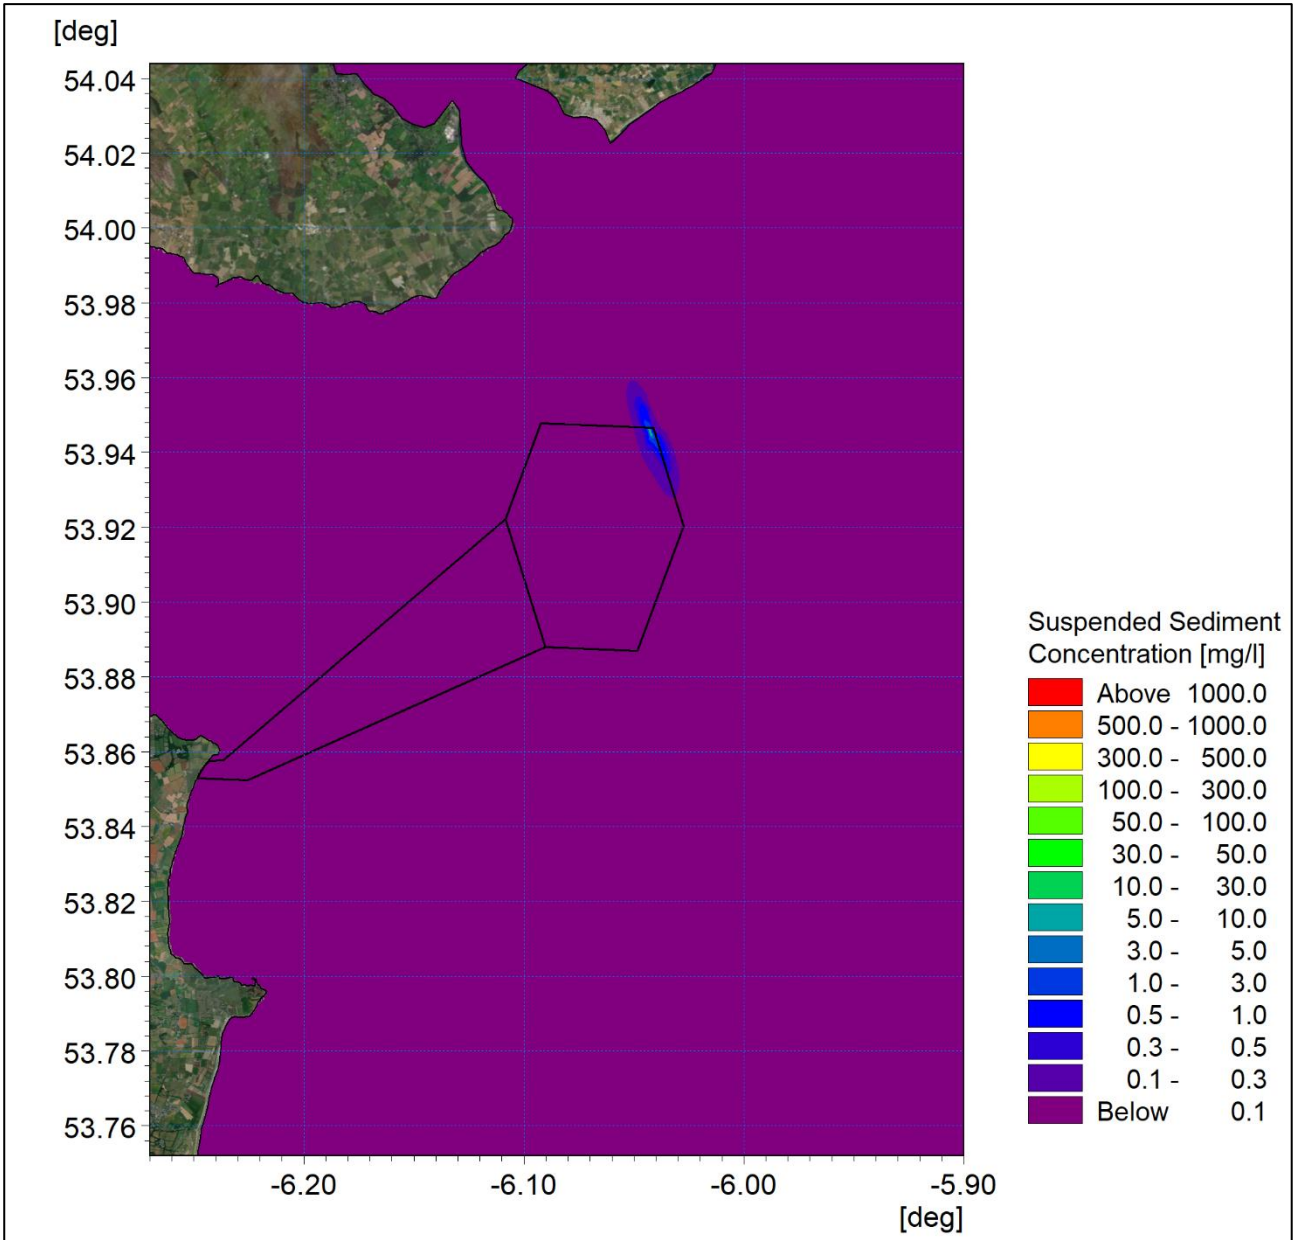 [deg]
54.04
54.02
54.00
53.98
53.96
53.94
53.92
53.90
53.88
53.86
53.84
53.82
53.80
53.78
53.76
-6.20 -6.10 -6.00 -5.90
[deg]
Suspended Sediment
Concentration [mg/l]
Above 1000.0
500.0 - 1000.0
300.0 - 500.0
100.0 - 300.0
50.0 - 100.0
30.0 - 50.0
10.0 - 30.0
5.0 - 10.0
3.0 - 5.0
1.0 - 3.0
0.5 - 1.0
0.3 - 0.5
0.1 - 0.3
Below 0.1